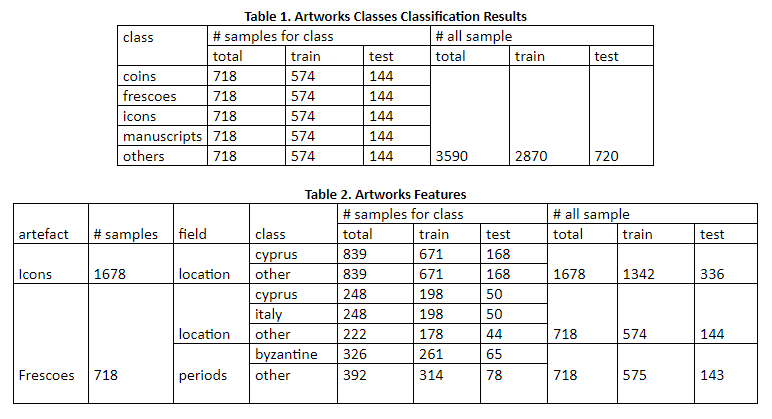 Table 1. Artworks Classes Classification Results
class # samples for class # all sample
total train test total train test
coins 718 574 144
frescoes 718 574 144
icons 718 574 144
manuscripts 718 574 144
others 718 574 144 3590 2870 720
Table 2. Artworks Features
# samples for class # all sample
artefact # samples field class total train test total train test
cyprus 839 671 168
Icons 1678 location other 839 671 168 1678 1342 336
cyprus 248 198 50
italy 248 198 50
location other 222 178 44 718 574 144
byzantine 326 261 65
Frescoes 718 periods other 392 314 78 718 575 143